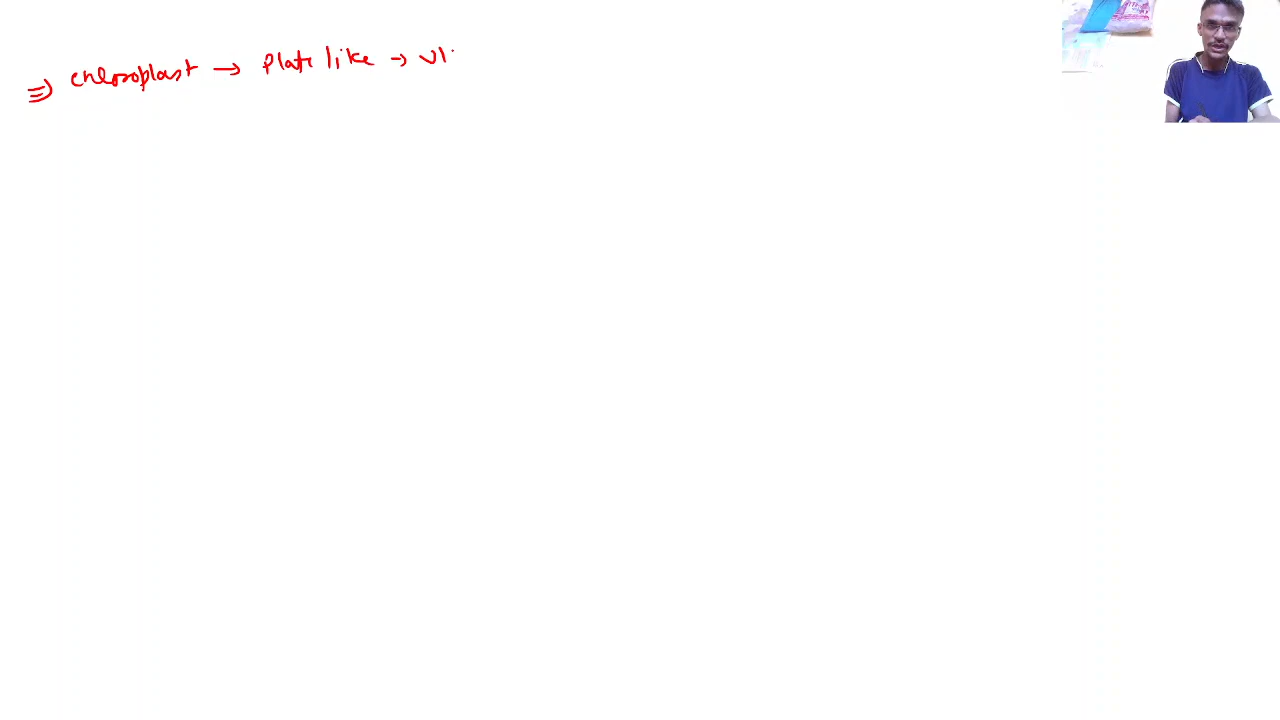 ⇒) chloroplast → Plate like →